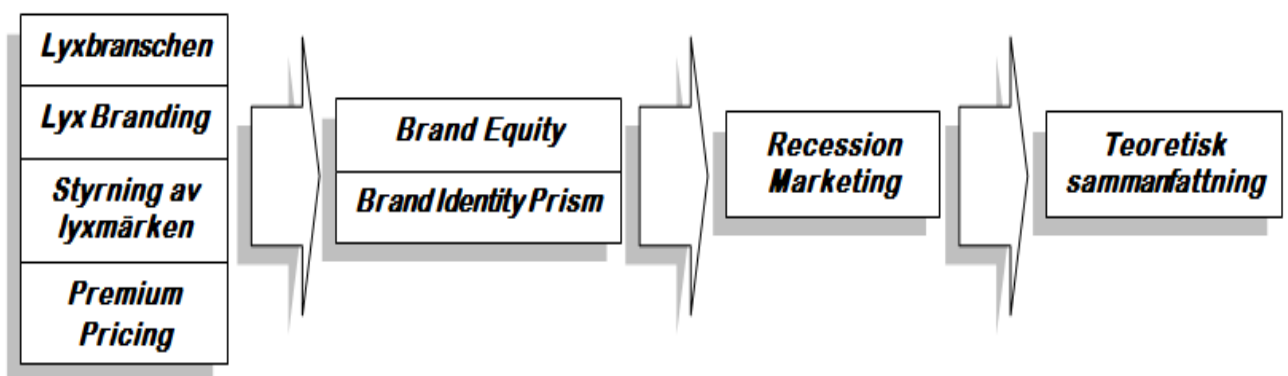 Lyxbranschen
Lyx Branding
Styrning av
lyxmärken
Premium
Pricing
Brand Equity
Brand Identity Prism
Recession
Marketing
Teoretisk
sammanfattning